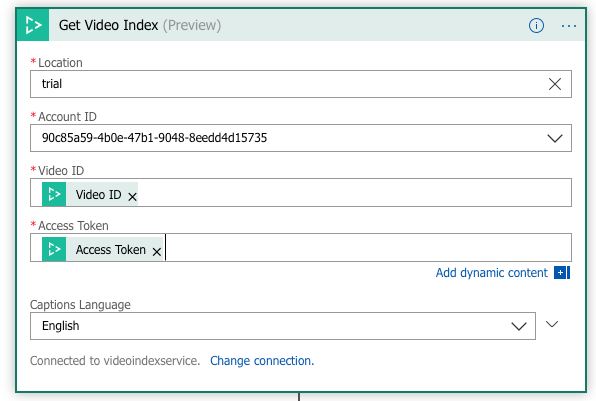 Get Video Index (Preview)
* Location
trial
* Account ID
90c85a59-4b0e-47b1-9048-8eedd4d15735
* Video ID
Video ID
* Access Token
Access Token
Add dynamic content
Captions Language
English
Connected to videoindexservice. Change connection.